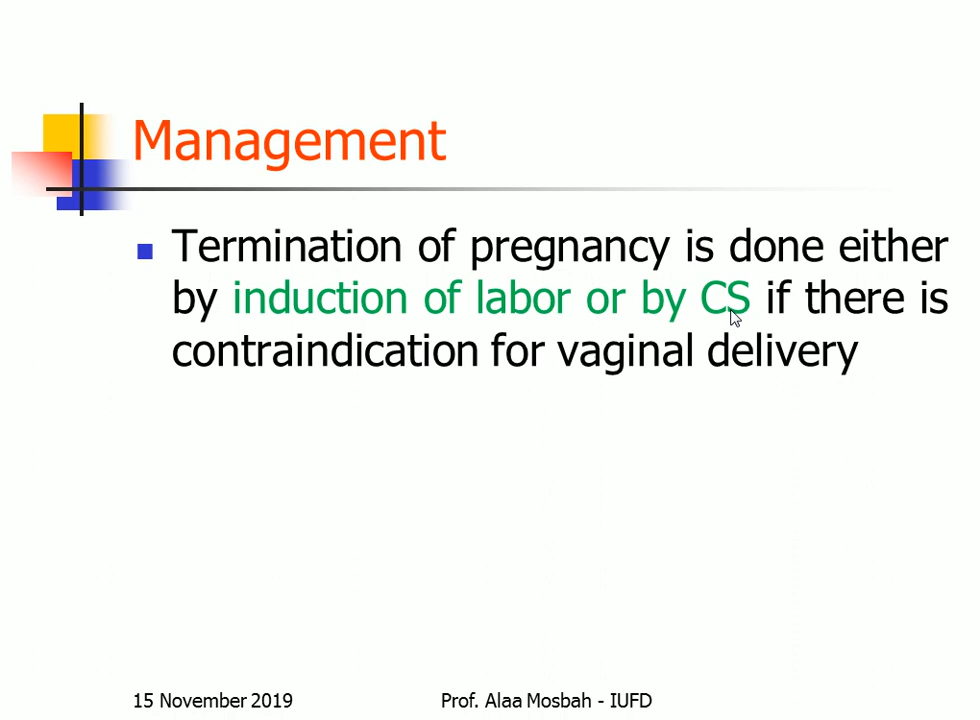 Management
Termination of pregnancy is done either
by induction of labor or by CS if there is
contraindication for vaginal delivery
15 November 2019
Prof. Alaa Mosbah - IUFD